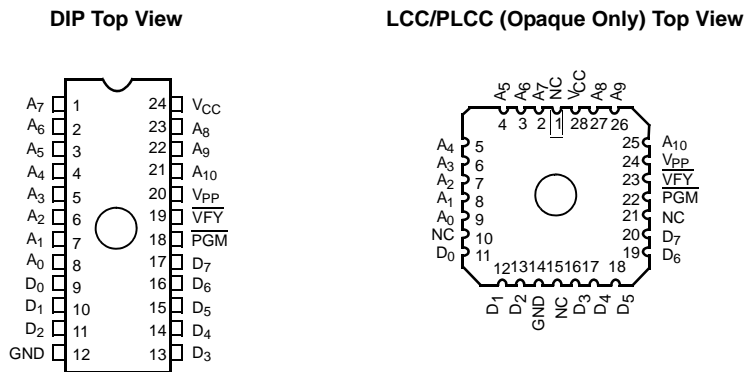 DIP Top View
A7 1 24 VCC
A6 2 23 A8
A5 3 22 A9
A4 4 21 A10
A3 5 20 VPP
A2 6 19 VFY
A1 7 18 PGM
A0 8 17 D7
D0 9 16 D6
D1 10 15 D5
D2 11 14 D4
GND 12 13 D3
LCC/PLCC (Opaque Only) Top View
A5 A6 A7 NC VCC A8 A9
4 3 2 1 28 27 26
A4 5 25 A10
A3 6 24 VPP
A2 7 23 VFY
A1 8 22 PGM
A0 9 21 NC
NC 10 20 D7
D0 11 19 D6
12 13 14 15 16 17 18
D1 D2 GND NC D3 D4 D5